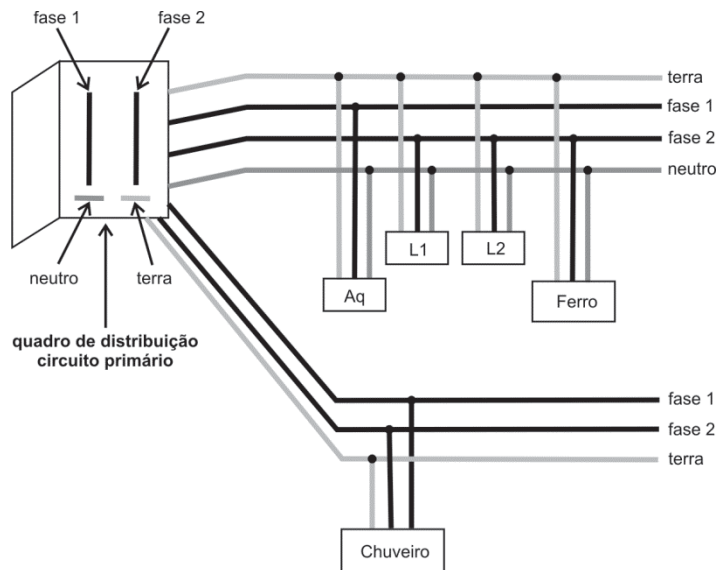 fase 1
fase 2
terra
fase 1
fase 2
neutro
L1
L2
Aq
Ferro
neutro
terra
quadro de distribuição
circuito primário
fase 1
fase 2
terra
Chuveiro